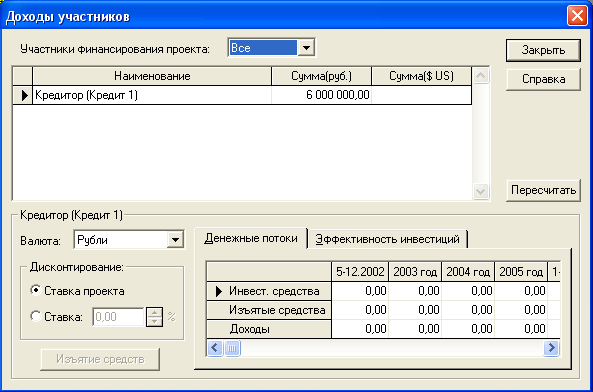 Доходы участников
Участники финансирования проекта: Все Закрыть
Наименование Сумма(руб.) Сумма($ US) Справка
Кредитор (Кредит 1) 6 000 000,00
Пересчитать
Кредитор (Кредит 1)
Валюта: Рубли Денежные потоки Эффективность инвестиций
Дисконтирование: 5-12.2002 2003 год 2004 год 2005 год 1-
Ставка проекта Инвест. средства 0,00 0,00 0,00 0,00
Ставка: 0,00 % Изъятые средства 0,00 0,00 0,00 0,00
Доходы 0,00 0,00 0,00 0,00
Изъятие средств